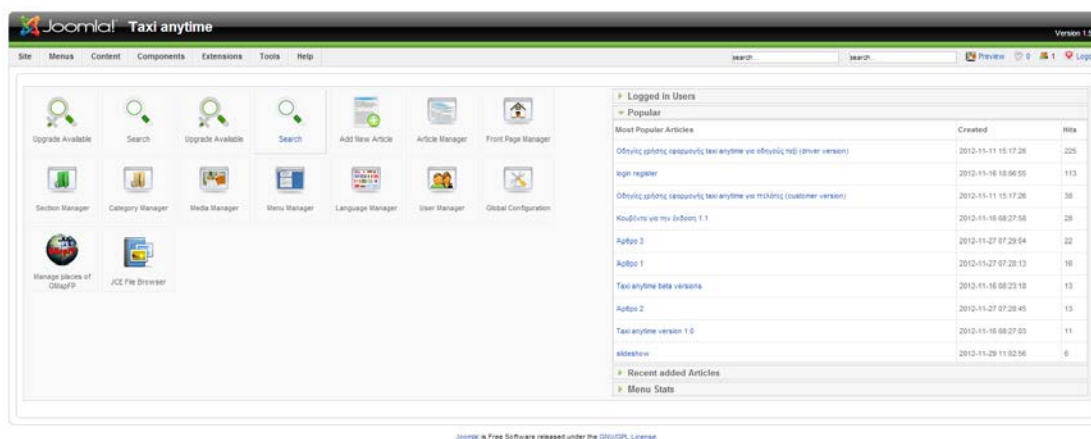 Joomla! Taxi anytime
Version 1.5
Site Menus Content Components Extensions Tools Help
search...
search...
Preview 0 1 Logo
Upgrade Available
Search
Upgrade Available
Search
Add New Article
Article Manager
Front Page Manager
Section Manager
Category Manager
Media Manager
Menu Manager
Language Manager
User Manager
Global Configuration
Manage places of
GMapFP
JCE File Browser
Logged in Users
Popular
Most Popular Articles Created Hits
Οδηγίες χρήσης εφαρμογής taxi anytime για οδηγούς ταξί (driver version) 2012-11-11 15:17:26 225
login register 2012-11-16 18:06:55 113
Οδηγίες χρήσης εφαρμογής taxi anytime για πελάτες (customer version) 2012-11-11 15:17:26 38
Κουβέντα για την έκδοση 1.1 2012-11-16 08:27:58 28
Άρθρο 3 2012-11-27 07:29:04 22
Άρθρο 1 2012-11-27 07:28:13 16
Taxi anytime beta versions 2012-11-16 08:23:18 13
Άρθρο 2 2012-11-27 07:28:45 13
Taxi anytime version 1.0 2012-11-16 08:27:03 11
slideshow 2012-11-29 11:02:56 6
Recent added Articles
Menu Stats
Joomla! is Free Software released under the GNU/GPL License.